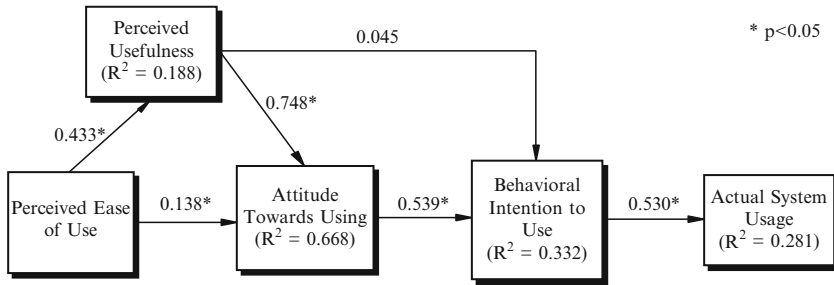 Perceived
Usefulness
(R² = 0.188)
0.045
* p<0.05
0.748*
0.433*
Perceived Ease
of Use
0.138*
Attitude
Towards Using
(R² = 0.668)
0.539*
Behavioral
Intention to
Use
(R² = 0.332)
0.530*
Actual System
Usage
(R² = 0.281)